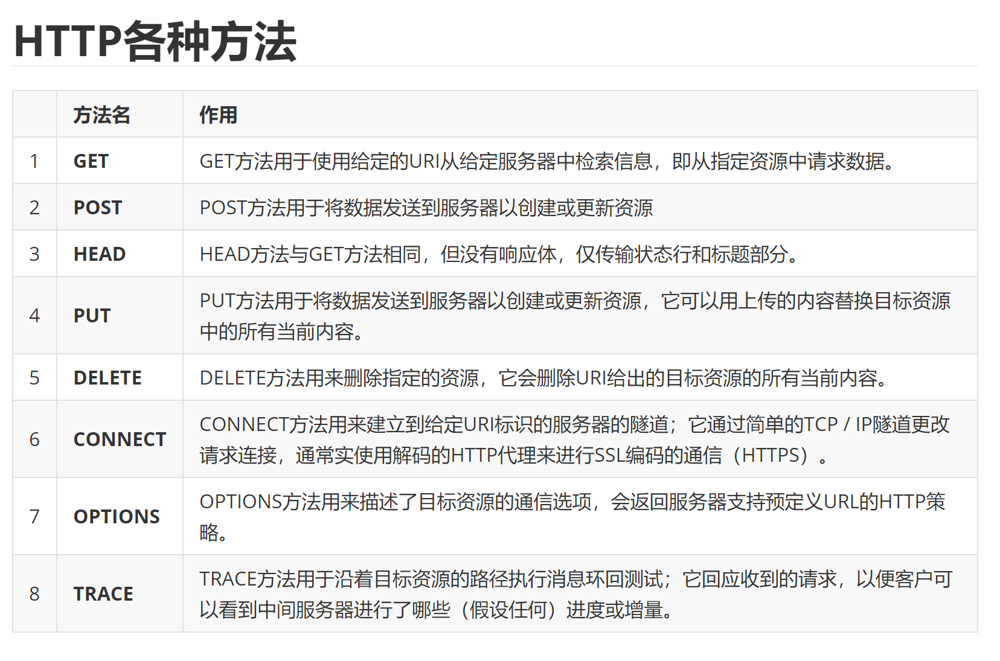 HTTP各种方法
方法名 作用
1 GET GET方法用于使用给定的URI从给定服务器中检索信息，即从指定资源中请求数据。
2 POST POST方法用于将数据发送到服务器以创建或更新资源
3 HEAD HEAD方法与GET方法相同，但没有响应体，仅传输状态行和标题部分。
4 PUT PUT方法用于将数据发送到服务器以创建或更新资源，它可以用上传的内容替换目标资源
中的所有当前内容。
5 DELETE DELETE方法用来删除指定的资源，它会删除URI给出的目标资源的所有当前内容。
6 CONNECT CONNECT方法用来建立到给定URI标识的服务器的隧道；它通过简单的TCP / IP隧道更改
请求连接，通常实使用解码的HTTP代理来进行SSL编码的通信（HTTPS）。
7 OPTIONS OPTIONS方法用来描述了目标资源的通信选项，会返回服务器支持预定义URL的HTTP策
略。
8 TRACE TRACE方法用于沿着目标资源的路径执行消息环回测试；它回应收到的请求，以便客户可
以看到中间服务器进行了哪些（假设任何）进度或增量。